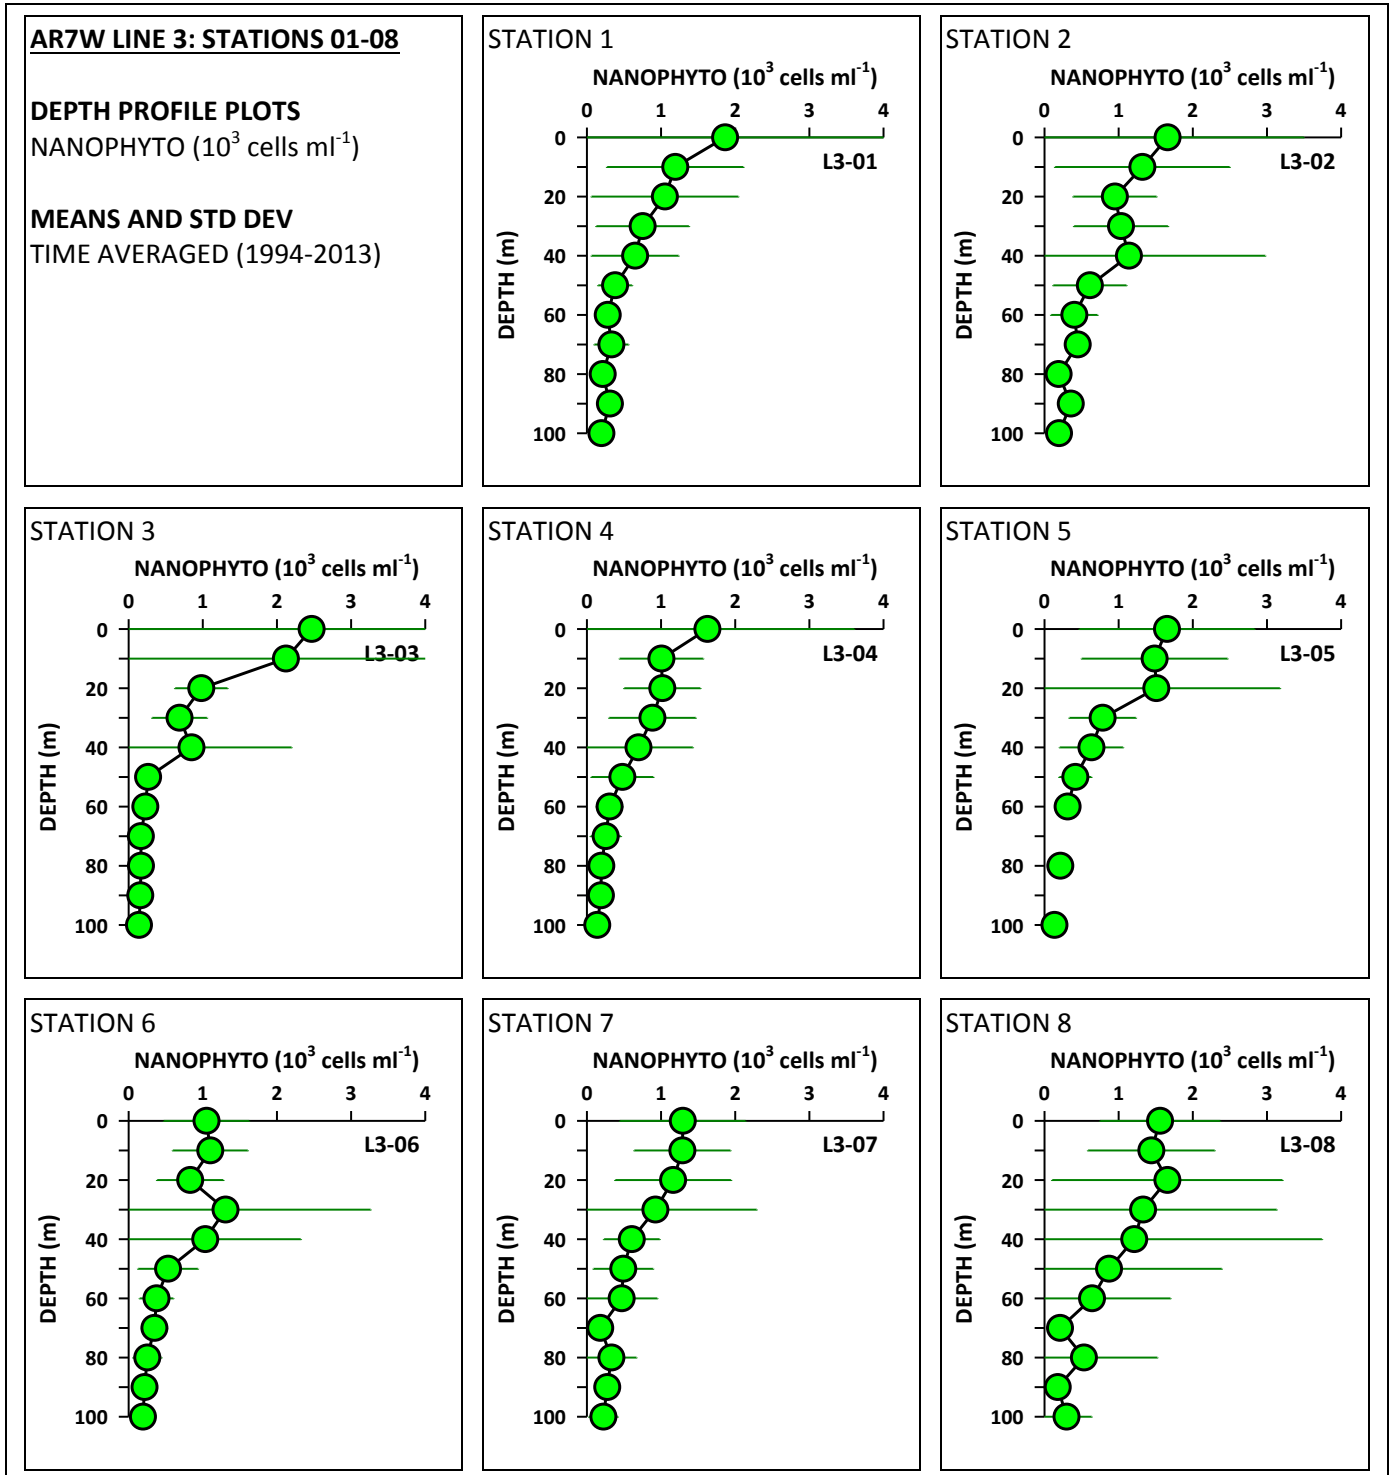 AR7W LINE 3: STATIONS 01-08
DEPTH PROFILE PLOTS
NANOPHYTO (10³ cells ml⁻¹)
MEANS AND STD DEV
TIME AVERAGED (1994-2013)
STATION 1
NANOPHYTO (10³ cells ml⁻¹)
0 1 2 3 4
L3-01
DEPTH (m)
0
20
40
60
80
100
STATION 2
NANOPHYTO (10³ cells ml⁻¹)
0 1 2 3 4
L3-02
DEPTH (m)
0
20
40
60
80
100
STATION 3
NANOPHYTO (10³ cells ml⁻¹)
0 1 2 3 4
L3-03
DEPTH (m)
0
20
40
60
80
100
STATION 4
NANOPHYTO (10³ cells ml⁻¹)
0 1 2 3 4
L3-04
DEPTH (m)
0
20
40
60
80
100
STATION 5
NANOPHYTO (10³ cells ml⁻¹)
0 1 2 3 4
L3-05
DEPTH (m)
0
20
40
60
80
100
STATION 6
NANOPHYTO (10³ cells ml⁻¹)
0 1 2 3 4
L3-06
DEPTH (m)
0
20
40
60
80
100
STATION 7
NANOPHYTO (10³ cells ml⁻¹)
0 1 2 3 4
L3-07
DEPTH (m)
0
20
40
60
80
100
STATION 8
NANOPHYTO (10³ cells ml⁻¹)
0 1 2 3 4
L3-08
DEPTH (m)
0
20
40
60
80
100